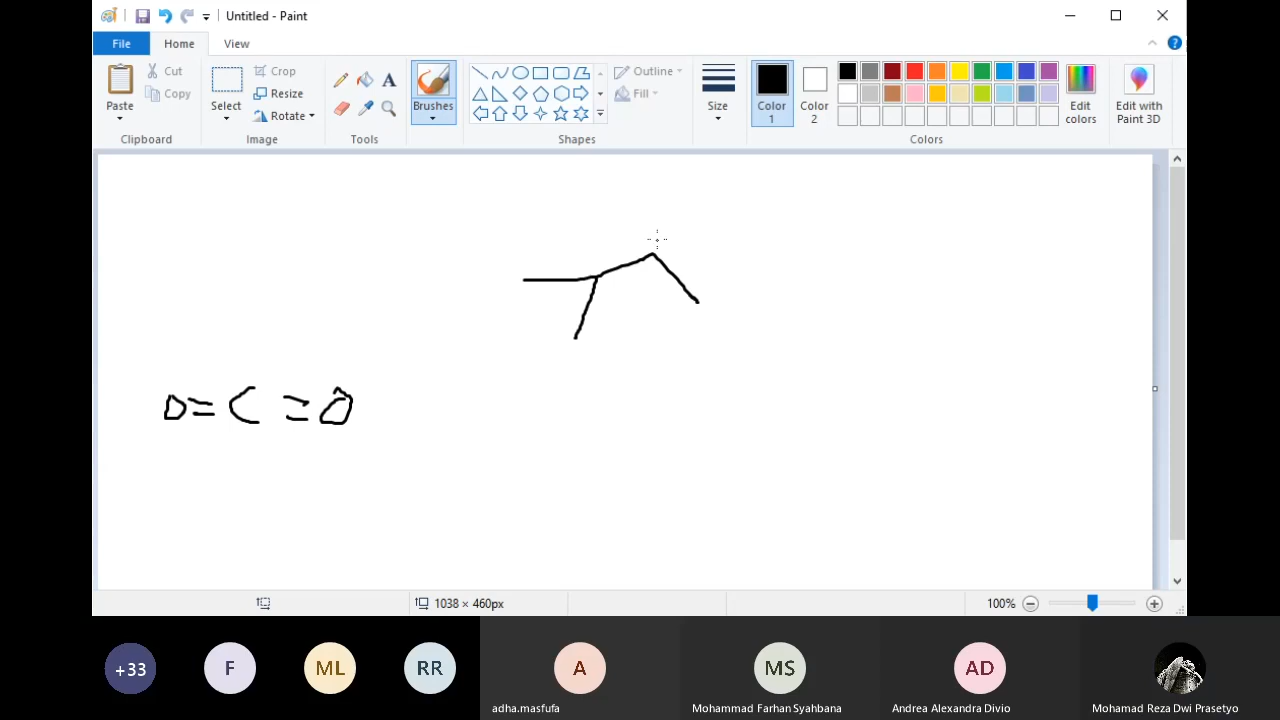 Untitled - Paint
File Home View
Cut
Copy
Paste
Clipboard
Select
Crop
Resize
Rotate
Image
A
Tools
Brushes
Outline
Fill
Shapes
Size
Color 1
Color 2
Edit colors
Colors
Edit with Paint 3D
O=C=O
1038 × 460px
100%
+33
F
ML
RR
A
MS
AD
adha.masfufa
Mohammad Farhan Syahbana
Andrea Alexandra Divio
Mohamad Reza Dwi Prasetyo